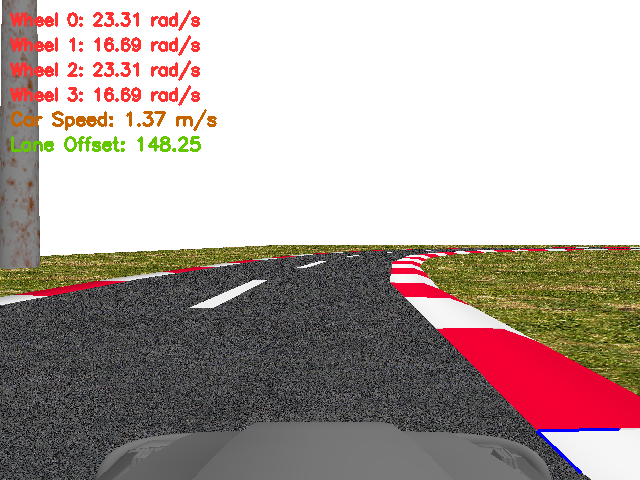 Wheel 0: 23.31 rad/s
Wheel 1: 16.69 rad/s
Wheel 2: 23.31 rad/s
Wheel 3: 16.69 rad/s
Car Speed: 1.37 m/s
Lane Offset: 148.25